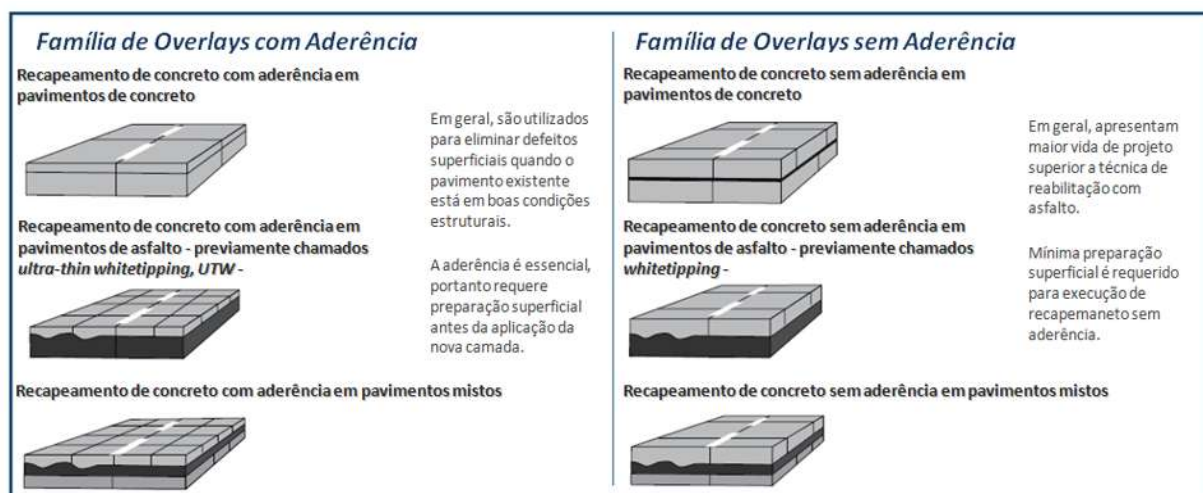 Família de Overlays com Aderência
Recapeamento de concreto com aderência em
pavimentos de concreto
Em geral, são utilizados
para eliminar defeitos
superficiais quando o
pavimento existente
está em boas condições
estruturais.
Recapeamento de concreto com aderência em
pavimentos de asfalto - previamente chamados
ultra-thin whitetipping, UTW -
A aderência é essencial,
portanto requere
preparação superficial
antes da aplicação da
nova camada.
Recapeamento de concreto com aderência em pavimentos mistos
Família de Overlays sem Aderência
Recapeamento de concreto sem aderência em
pavimentos de concreto
Em geral, apresentam
maior vida de projeto
superior a técnica de
reabilitação com
asfalto.
Recapeamento de concreto sem aderência em
pavimentos de asfalto - previamente chamados
whitetipping -
Mínima preparação
superficial é requerido
para execução de
recapemaneto sem
aderência.
Recapeamento de concreto sem aderência em pavimentos mistos